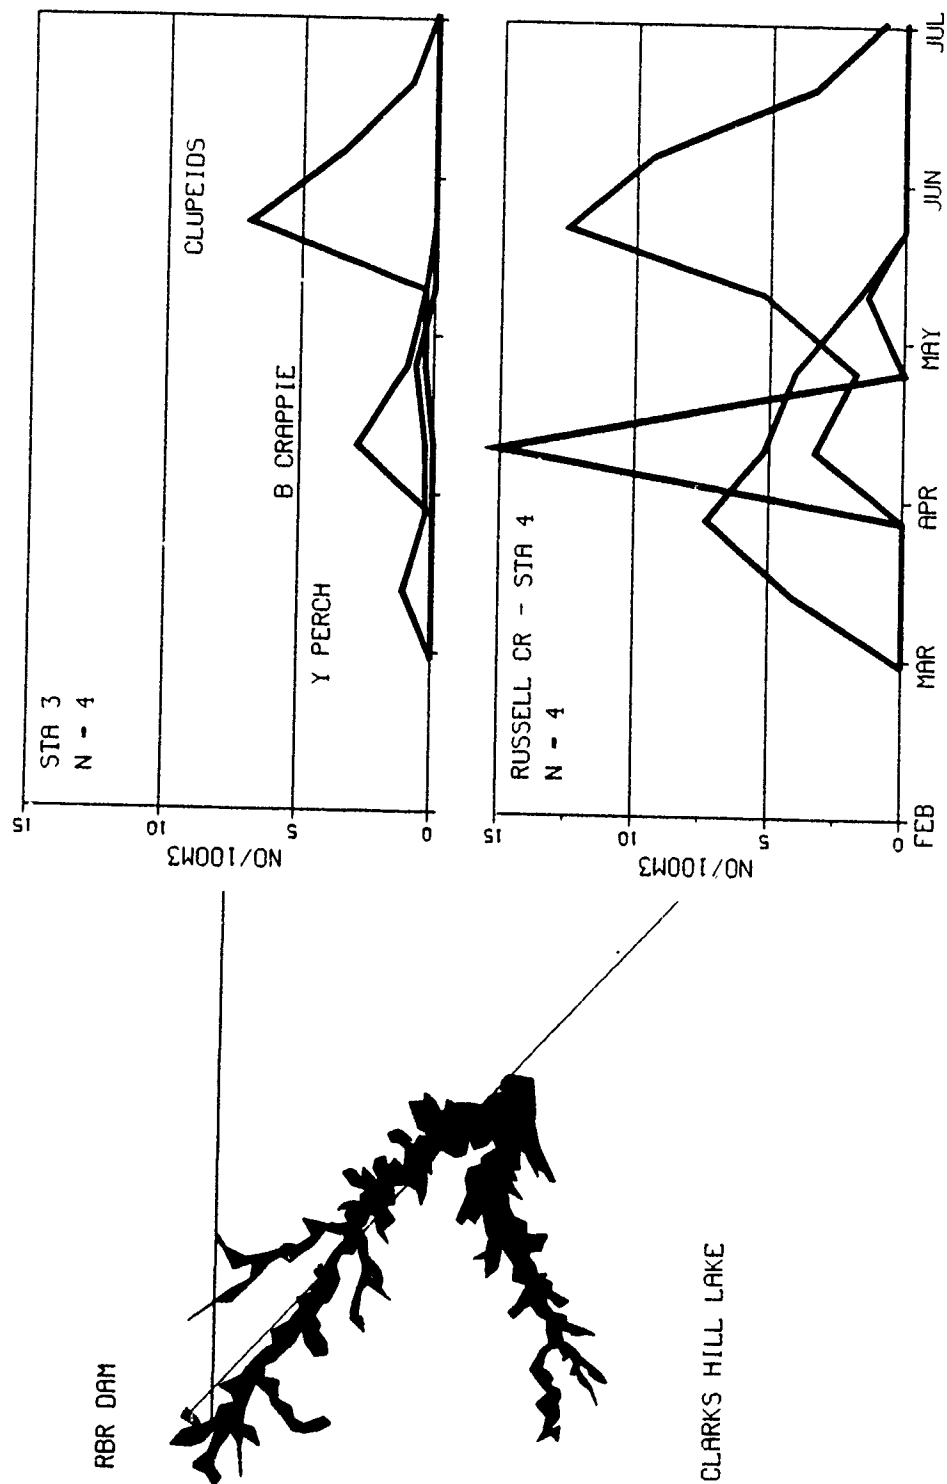 RBR DAM
CLARKS HILL LAKE
STA 3
N - 4
15
10
5
0
NO/100M3
Y PERCH
B CRAPPIE
CLUPEIDS
RUSSELL CR - STA 4
N - 4
15
10
5
0
NO/100M3
FEB MAR APR MAY JUN JUL